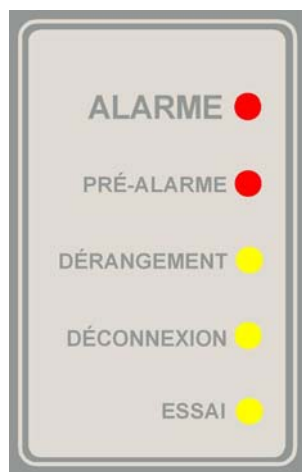 ALARME
PRÉ-ALARME
DÉRANGEMENT
DÉCONNEXION
ESSAI